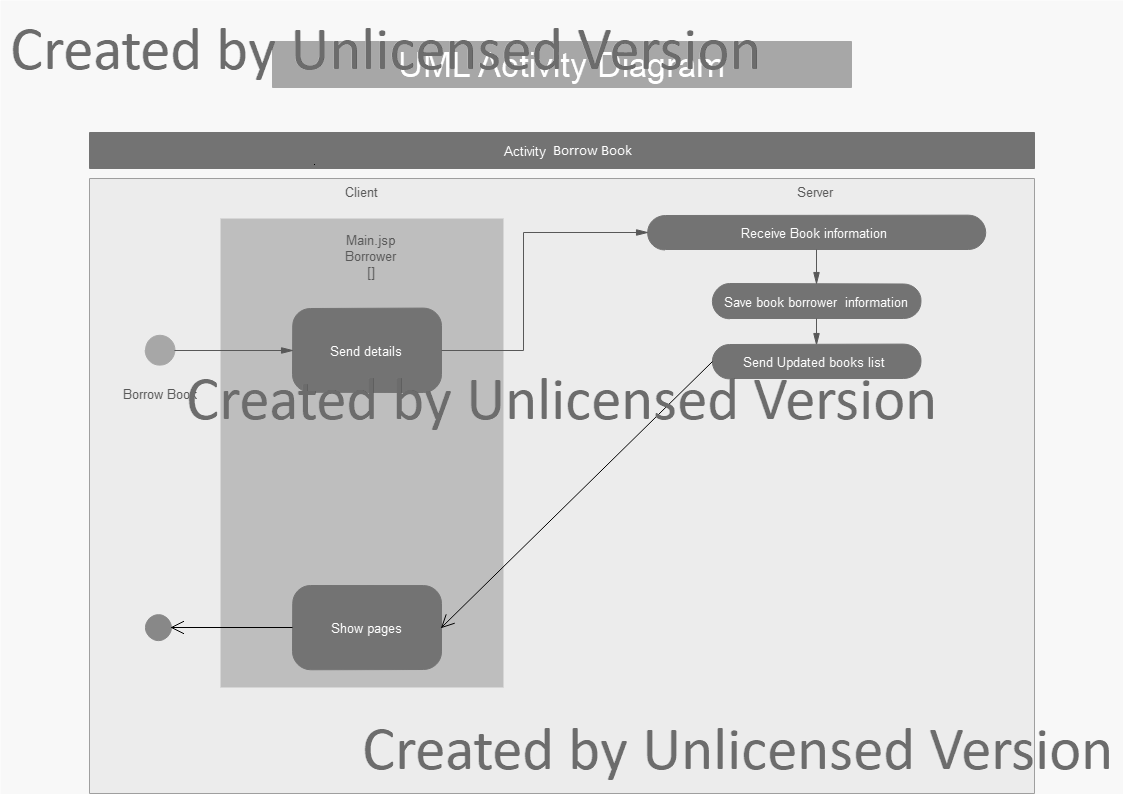 Created by Unlicensed Version
UML Activity Diagram
Activity Borrow Book
Client
Server
Main.jsp
Borrower
[]
Receive Book information
Save book borrower information
Send details
Send Updated books list
Borrow Book
Created by Unlicensed Version
Show pages
Created by Unlicensed Version